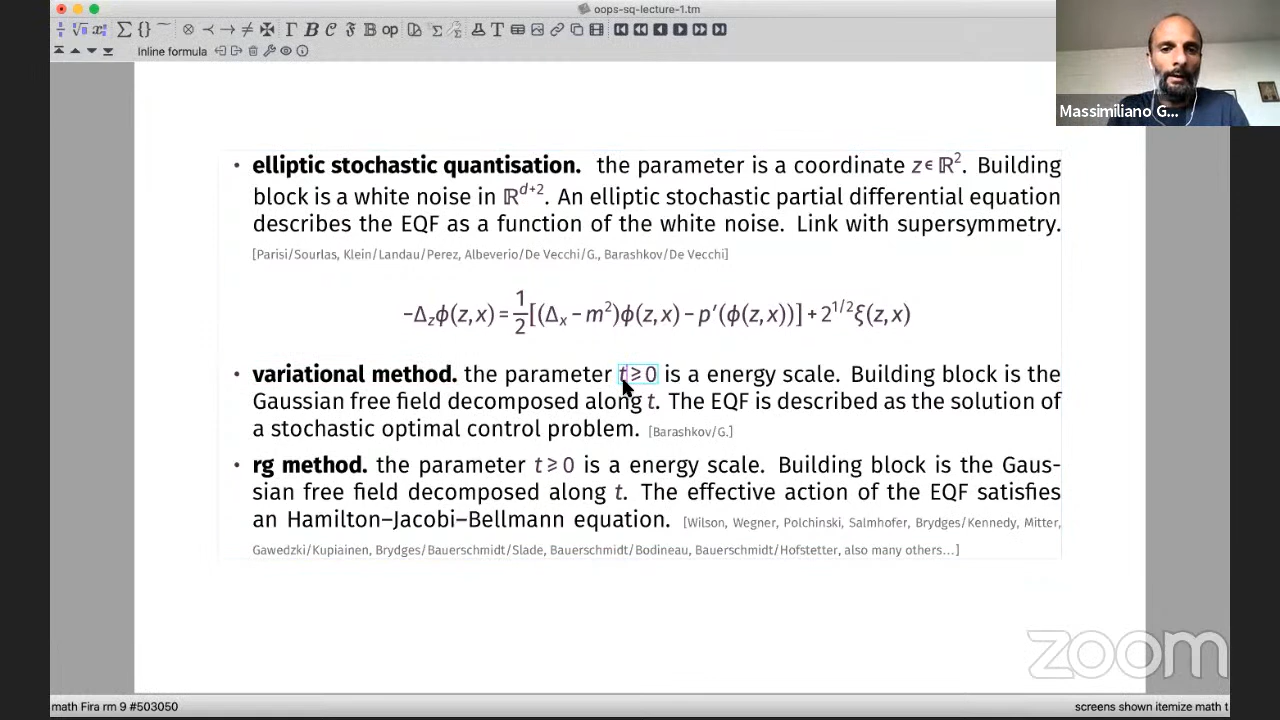 oops-sq-lecture-1.tm
Inline formula
Massimiliano G...
• elliptic stochastic quantisation. the parameter is a coordinate z∈ℝ². Building
block is a white noise in ℝ^{d+2}. An elliptic stochastic partial differential equation
describes the EQF as a function of the white noise. Link with supersymmetry.
[Parisi/Sourlas, Klein/Landau/Perez, Albeverio/De Vecchi/G., Barashkov/De Vecchi]
−Δ_zϕ(z,x) = 1/2[(Δ_x − m²)ϕ(z,x) − p′(ϕ(z,x))] + 2^{1/2}ξ(z,x)
• variational method. the parameter t⩾0 is a energy scale. Building block is the
Gaussian free field decomposed along t. The EQF is described as the solution of
a stochastic optimal control problem. [Barashkov/G.]
• rg method. the parameter t⩾0 is a energy scale. Building block is the Gaus-
sian free field decomposed along t. The effective action of the EQF satisfies
an Hamilton–Jacobi–Bellmann equation. [Wilson, Wegner, Polchinski, Salmhofer, Brydges/Kennedy, Mitter,
Gawedzki/Kupiainen, Brydges/Bauerschmidt/Slade, Bauerschmidt/Bodineau, Bauerschmidt/Hofstetter, also many others...]
zoom
math Fira rm 9 #503050
screens shown itemize math t